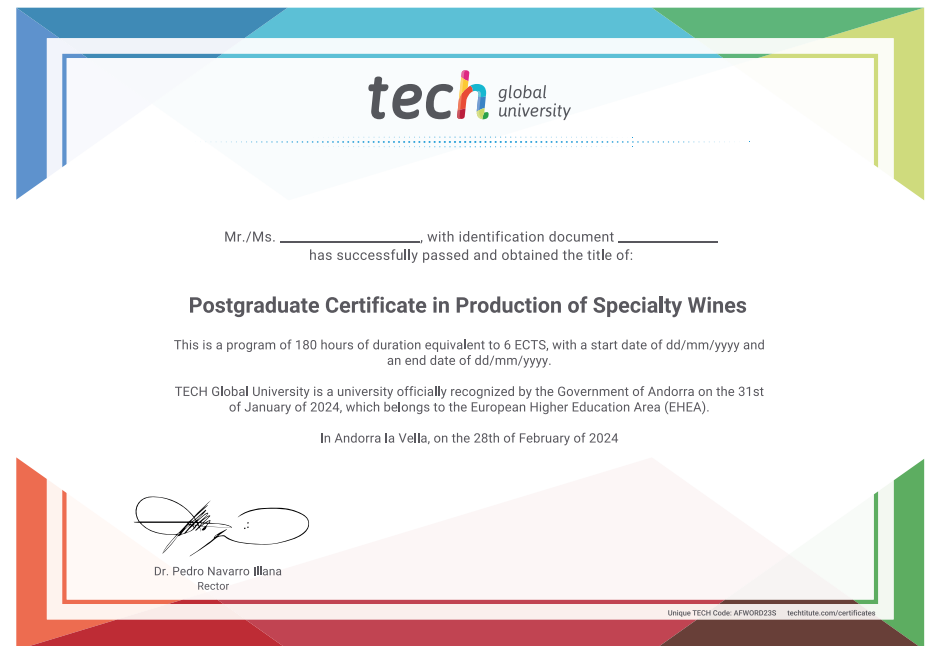 tech global university
Mr./Ms. ____________, with identification document ____________
has successfully passed and obtained the title of:
Postgraduate Certificate in Production of Specialty Wines
This is a program of 180 hours of duration equivalent to 6 ECTS, with a start date of dd/mm/yyyy and
an end date of dd/mm/yyyy.
TECH Global University is a university officially recognized by the Government of Andorra on the 31st
of January of 2024, which belongs to the European Higher Education Area (EHEA).
In Andorra la Vella, on the 28th of February of 2024
Dr. Pedro Navarro Illana
Rector
Unique TECH Code: AFWORD23S techtitute.com/certificates